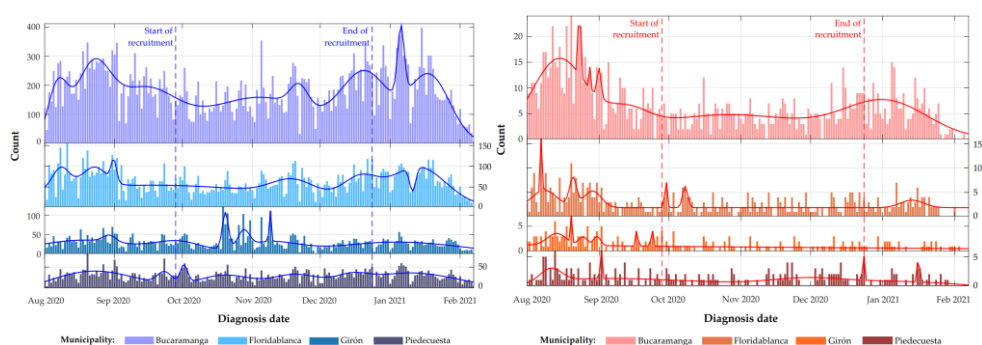 400
300
200
100
0
Start of
recruitment
End of
recruitment
150
100
50
0
100
50
0
50
0
Count
Aug 2020 Sep 2020 Oct 2020 Nov 2020 Dec 2020 Jan 2021 Feb 2021
Diagnosis date
Municipality: Bucaramanga Floridablanca Girón Piedecuesta
20
15
10
5
0
Start of
recruitment
End of
recruitment
15
10
5
0
5
0
5
0
Count
Aug 2020 Sep 2020 Oct 2020 Nov 2020 Dec 2020 Jan 2021 Feb 2021
Diagnosis date
Municipality: Bucaramanga Floridablanca Girón Piedecuesta